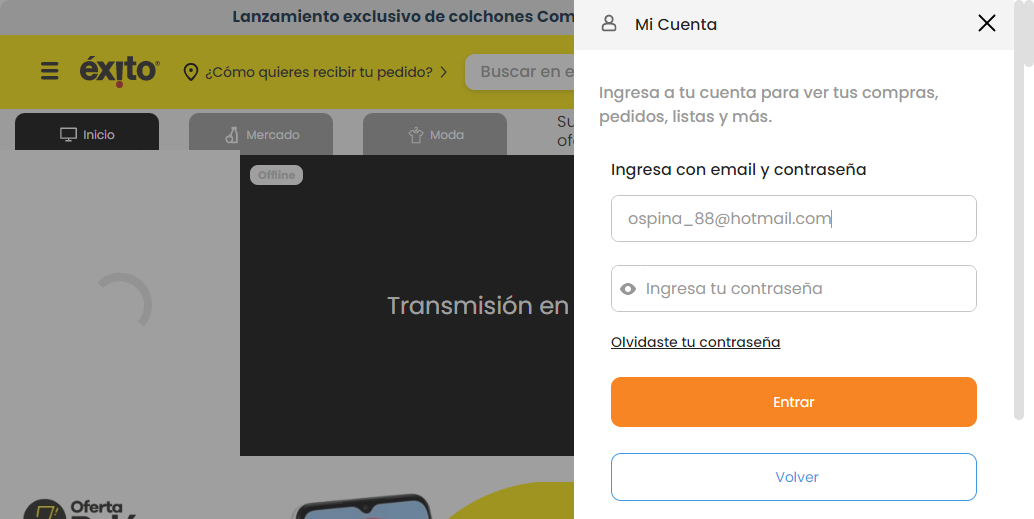 Lanzamiento exclusivo de colchones Com
Mi Cuenta
éxito
¿Cómo quieres recibir tu pedido?
Buscar en e
Inicio
Mercado
Moda
Su
ofe
Offline
Transmisión en
Ingresa a tu cuenta para ver tus compras,
pedidos, listas y más.
Ingresa con email y contraseña
ospina_88@hotmail.com
Ingresa tu contraseña
Olvidaste tu contraseña
Entrar
Volver
Oferta